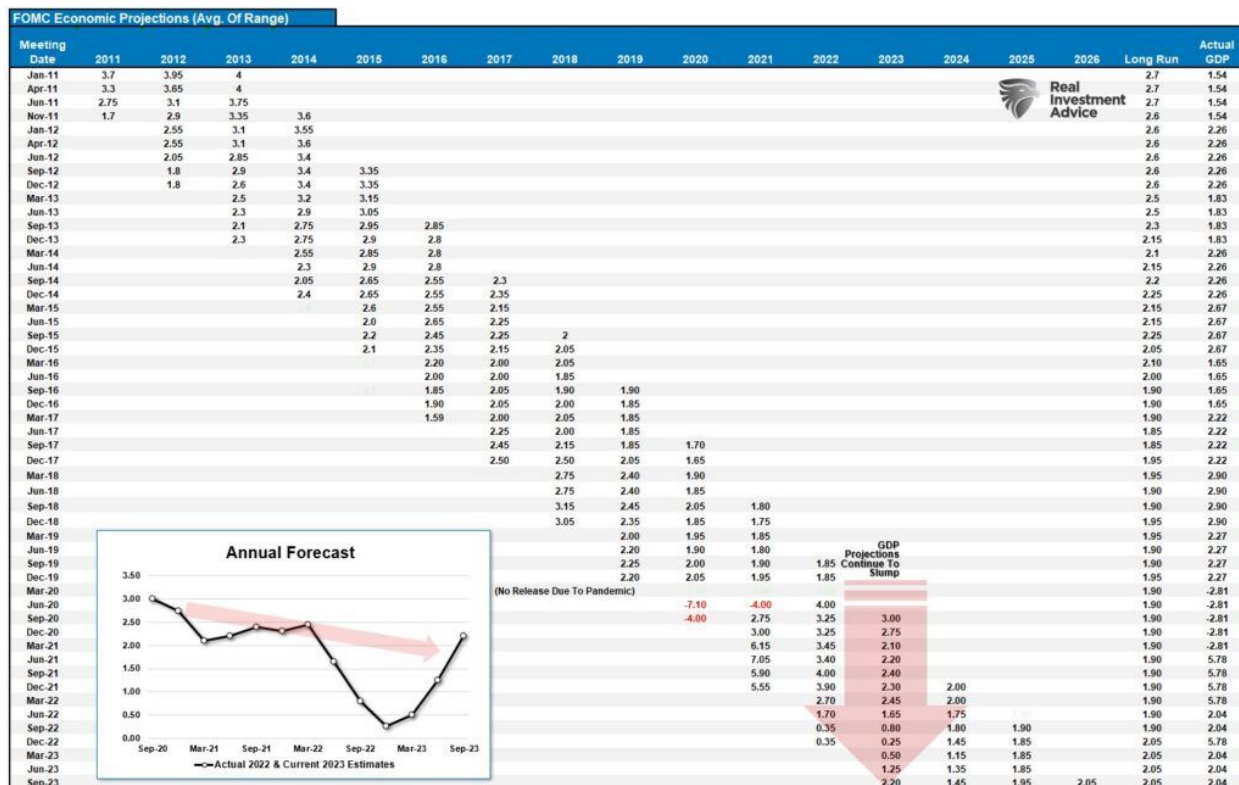 FOMC Economic Projections (Avg. Of Range)
Meeting Date 2011 2012 2013 2014 2015 2016 2017 2018 2019 2020 2021 2022 2023 2024 2025 2026 Long Run Actual GDP
Real
Investment
Advice
Jan-11 3.7 3.95 4 2.7 1.54
Apr-11 3.3 3.65 4 2.7 1.54
Jun-11 2.75 3.1 3.75 2.7 1.54
Nov-11 1.7 2.9 3.35 3.6 2.6 1.54
Jan-12 2.55 3.1 3.55 2.6 2.26
Apr-12 2.55 3.1 3.6 2.6 2.26
Jun-12 2.05 2.85 3.4 2.6 2.26
Sep-12 1.8 2.9 3.4 3.35 2.6 2.26
Dec-12 1.8 2.6 3.4 3.35 2.6 2.26
Mar-13 2.5 3.2 3.15 2.5 1.83
Jun-13 2.3 2.9 3.05 2.5 1.83
Sep-13 2.1 2.75 2.95 2.85 2.3 1.83
Dec-13 2.3 2.75 2.9 2.8 2.15 1.83
Mar-14 2.55 2.85 2.8 2.1 2.26
Jun-14 2.3 2.9 2.8 2.15 2.26
Sep-14 2.05 2.65 2.55 2.3 2.2 2.26
Dec-14 2.4 2.65 2.55 2.35 2.25 2.26
Mar-15 2.6 2.55 2.15 2.15 2.67
Jun-15 2.0 2.65 2.25 2.15 2.67
Sep-15 2.2 2.45 2.25 2 2.25 2.67
Dec-15 2.1 2.35 2.15 2.05 2.05 2.67
Mar-16 2.20 2.00 2.05 2.10 1.65
Jun-16 2.00 2.00 1.85 2.00 1.65
Sep-16 1.85 2.05 1.90 1.90 1.90 1.65
Dec-16 1.90 2.05 2.00 1.85 1.90 1.65
Mar-17 1.59 2.00 2.05 1.85 1.90 2.22
Jun-17 2.25 2.00 1.85 1.85 2.22
Sep-17 2.45 2.15 1.85 1.70 1.85 2.22
Dec-17 2.50 2.50 2.05 1.65 1.95 2.22
Mar-18 2.75 2.40 1.90 1.95 2.90
Jun-18 2.75 2.40 1.85 1.90 2.90
Sep-18 3.15 2.45 2.05 1.80 1.90 2.90
Dec-18 3.05 2.35 1.85 1.75 1.95 2.90
Mar-19 2.00 1.95 1.85 1.95 2.27
Jun-19 2.20 1.90 1.80 1.90 2.27
Sep-19 2.25 2.00 1.90 1.85 1.90 2.27
Dec-19 2.20 2.05 1.95 1.85 1.95 2.27
GDP
Projections
Continue To
Slump
Mar-20 (No Release Due To Pandemic) 1.90 -2.81
Jun-20 -7.10 -4.00 4.00 1.90 -2.81
Sep-20 -4.00 2.75 3.25 3.00 1.90 -2.81
Dec-20 3.00 3.25 2.75 1.90 -2.81
Mar-21 6.15 3.45 2.10 1.90 -2.81
Jun-21 7.05 3.40 2.20 1.90 5.78
Sep-21 5.90 4.00 2.40 1.90 5.78
Dec-21 5.55 3.90 2.30 2.00 1.90 5.78
Mar-22 2.70 2.45 2.00 1.90 5.78
Jun-22 1.70 1.65 1.75 1.90 2.04
Sep-22 0.35 0.80 1.80 1.90 1.90 2.04
Dec-22 0.35 0.25 1.45 1.85 2.05 5.78
Mar-23 0.50 1.15 1.85 2.05 2.04
Jun-23 1.25 1.35 1.85 2.05 2.04
Sep-23 2.20 1.45 1.95 2.05 2.05 2.04
Annual Forecast
3.50
3.00
2.50
2.00
1.50
1.00
0.50
0.00
Sep-20 Mar-21 Sep-21 Mar-22 Sep-22 Mar-23 Sep-23
Actual 2022 & Current 2023 Estimates